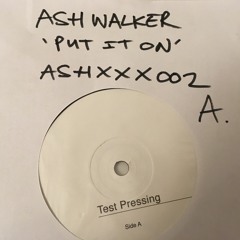 ASH WALKER
'PUT IT ON'
ASHXXX002
A.
Test Pressing
Side A